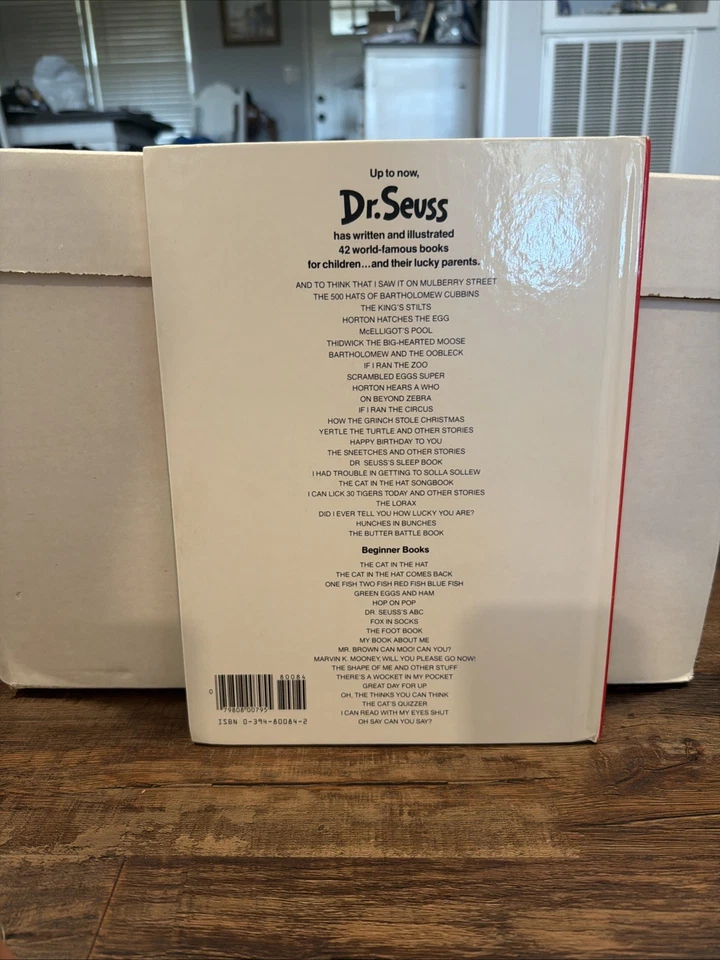 Up to now,
Dr. Seuss
has written and illustrated
42 world-famous books
for children...and their lucky parents.
AND TO THINK THAT I SAW IT ON MULBERRY STREET
THE 500 HATS OF BARTHOLOMEW CUBBINS
THE KING'S STILTS
HORTON HATCHES THE EGG
McELLIGOT'S POOL
THIDWICK THE BIG-HEARTED MOOSE
BARTHOLOMEW AND THE OOBLECK
IF I RAN THE ZOO
SCRAMBLED EGGS SUPER
HORTON HEARS A WHO
ON BEYOND ZEBRA
IF I RAN THE CIRCUS
HOW THE GRINCH STOLE CHRISTMAS
YERTLE THE TURTLE AND OTHER STORIES
HAPPY BIRTHDAY TO YOU
THE SNEETCHES AND OTHER STORIES
DR. SEUSS'S SLEEP BOOK
I HAD TROUBLE IN GETTING TO SOLLA SOLLEW
THE CAT IN THE HAT SONGBOOK
I CAN LICK 30 TIGERS TODAY AND OTHER STORIES
THE LORAX
DID I EVER TELL YOU HOW LUCKY YOU ARE?
HUNCHES IN BUNCHES
THE BUTTER BATTLE BOOK
Beginner Books
THE CAT IN THE HAT
THE CAT IN THE HAT COMES BACK
ONE FISH TWO FISH RED FISH BLUE FISH
GREEN EGGS AND HAM
HOP ON POP
DR. SEUSS'S ABC
FOX IN SOCKS
THE FOOT BOOK
MY BOOK ABOUT ME
MR. BROWN CAN MOO! CAN YOU?
MARVIN K. MOONEY, WILL YOU PLEASE GO NOW!
THE SHAPE OF ME AND OTHER STUFF
THERE'S A WOCKET IN MY POCKET
GREAT DAY FOR UP
OH, THE THINKS YOU CAN THINK
THE CAT'S QUIZZER
I CAN READ WITH MY EYES SHUT
OH SAY CAN YOU SAY?
80084
0 79808 00795
ISBN 0-394-80084-2